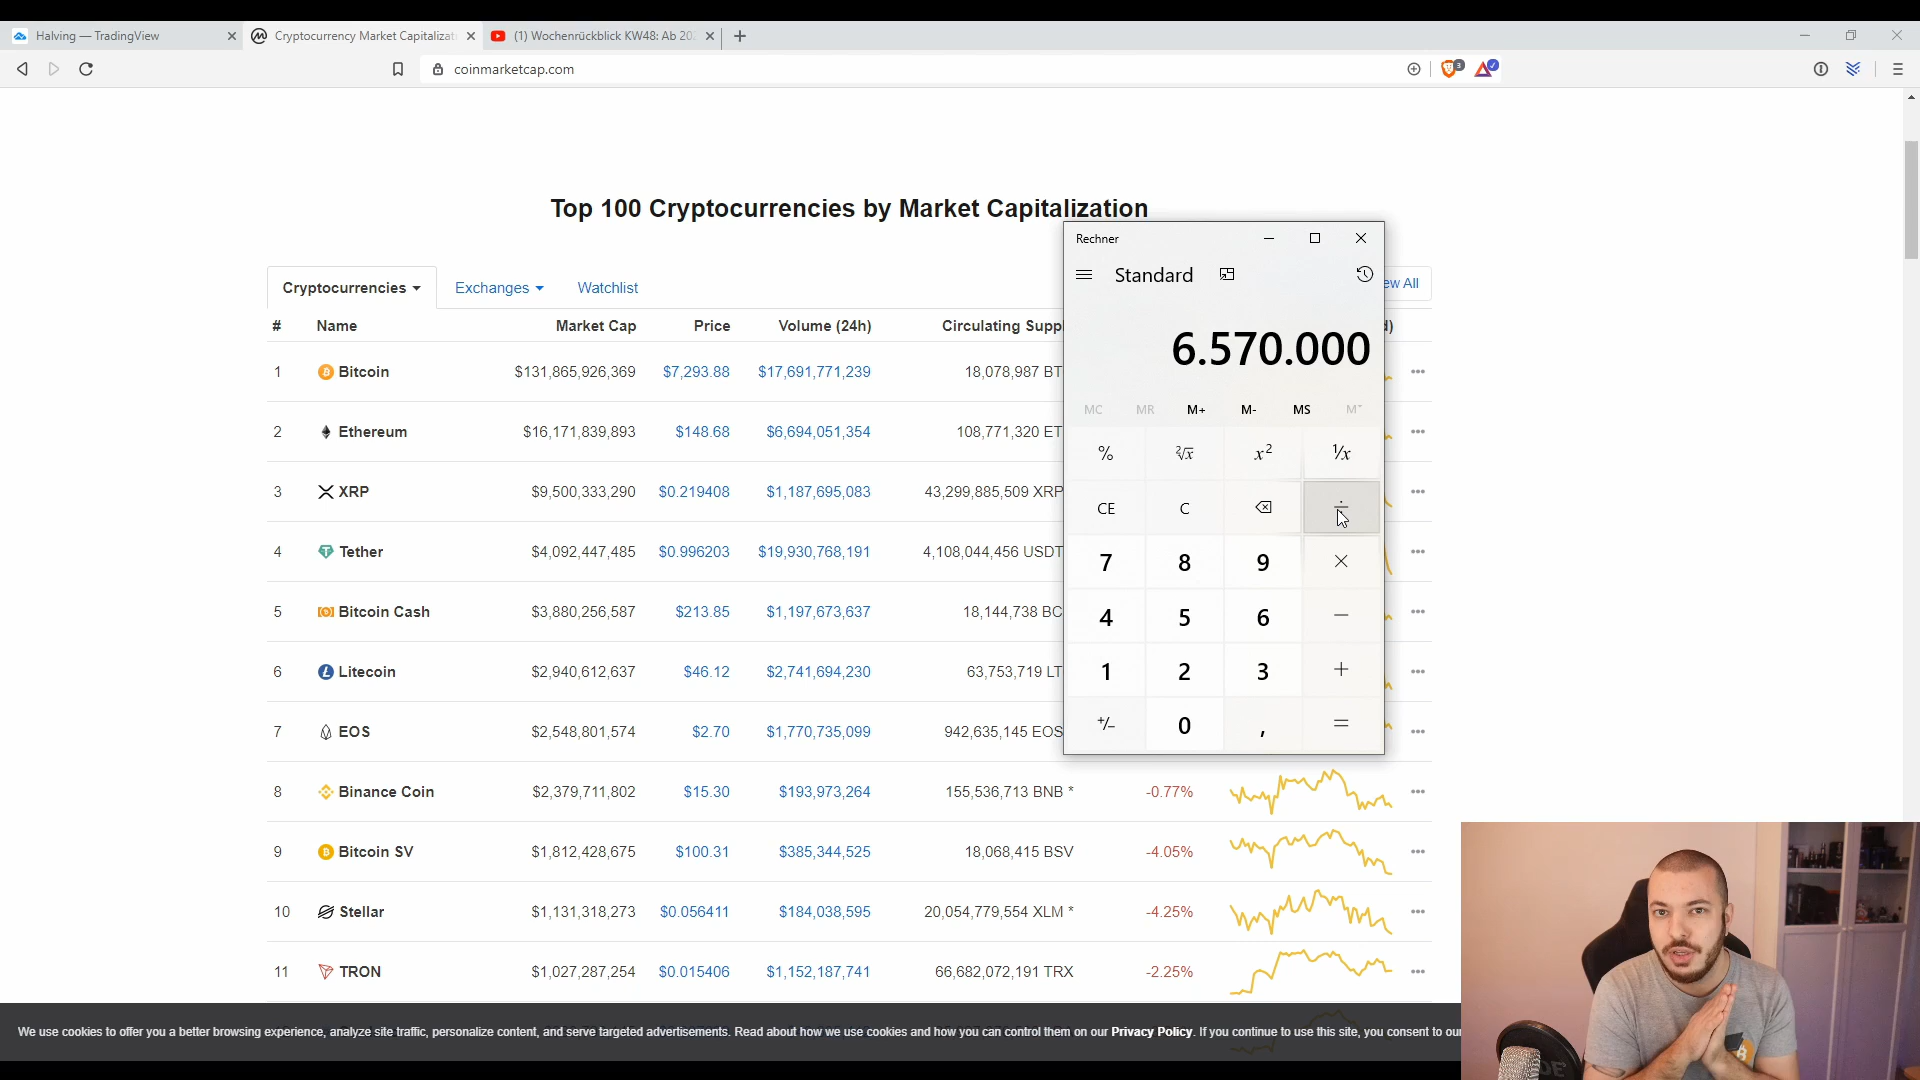 Halving — TradingView
Cryptocurrency Market Capitalizat
(1) Wochenrückblick KW48: Ab 202
coinmarketcap.com
3
Top 100 Cryptocurrencies by Market Capitalization
Cryptocurrencies
Exchanges
Watchlist
ew All
# Name Market Cap Price Volume (24h) Circulating Suppl d)
1 Bitcoin $131,865,926,369 $7,293.88 $17,691,771,239 18,078,987 BT
2 Ethereum $16,171,839,893 $148.68 $6,694,051,354 108,771,320 ET
3 XRP $9,500,333,290 $0.219408 $1,187,695,083 43,299,885,509 XRP
4 Tether $4,092,447,485 $0.996203 $19,930,768,191 4,108,044,456 USDT
5 Bitcoin Cash $3,880,256,587 $213.85 $1,197,673,637 18,144,738 BC
6 Litecoin $2,940,612,637 $46.12 $2,741,694,230 63,753,719 LT
7 EOS $2,548,801,574 $2.70 $1,770,735,099 942,635,145 EOS
8 Binance Coin $2,379,711,802 $15.30 $193,973,264 155,536,713 BNB * -0.77%
9 Bitcoin SV $1,812,428,675 $100.31 $385,344,525 18,068,415 BSV -4.05%
10 Stellar $1,131,318,273 $0.056411 $184,038,595 20,054,779,554 XLM * -4.25%
11 TRON $1,027,287,254 $0.015406 $1,152,187,741 66,682,072,191 TRX -2.25%
Rechner
Standard
6.570.000
MC MR M+ M- MS M˅
% ²√x x² ¹/x
CE C ⌫ ÷
7 8 9 ×
4 5 6 −
1 2 3 +
+/− 0 , =
We use cookies to offer you a better browsing experience, analyze site traffic, personalize content, and serve targeted advertisements. Read about how we use cookies and how you can control them on our Privacy Policy. If you continue to use this site, you consent to ou